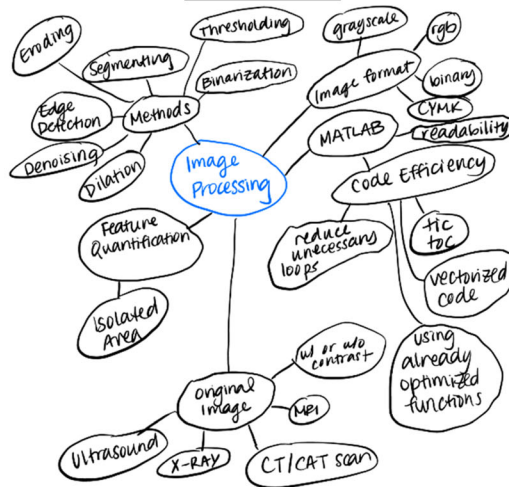 Thresholding
Eroding
Segmenting
Binarization
Edge
Detection
Methods
Denoising
Dilation
Image
Processing
grayscale
rgb
Image format
binary
CYMK
MATLAB
readability
Code Efficiency
reduce
unecessary
loops
tic
toc
vectorized
code
using
already
optimized
functions
Feature
Quantification
Isolated
Area
original
Image
w/ or w/o
contrast
MRI
Ultrasound
X-RAY
CT/CAT scan